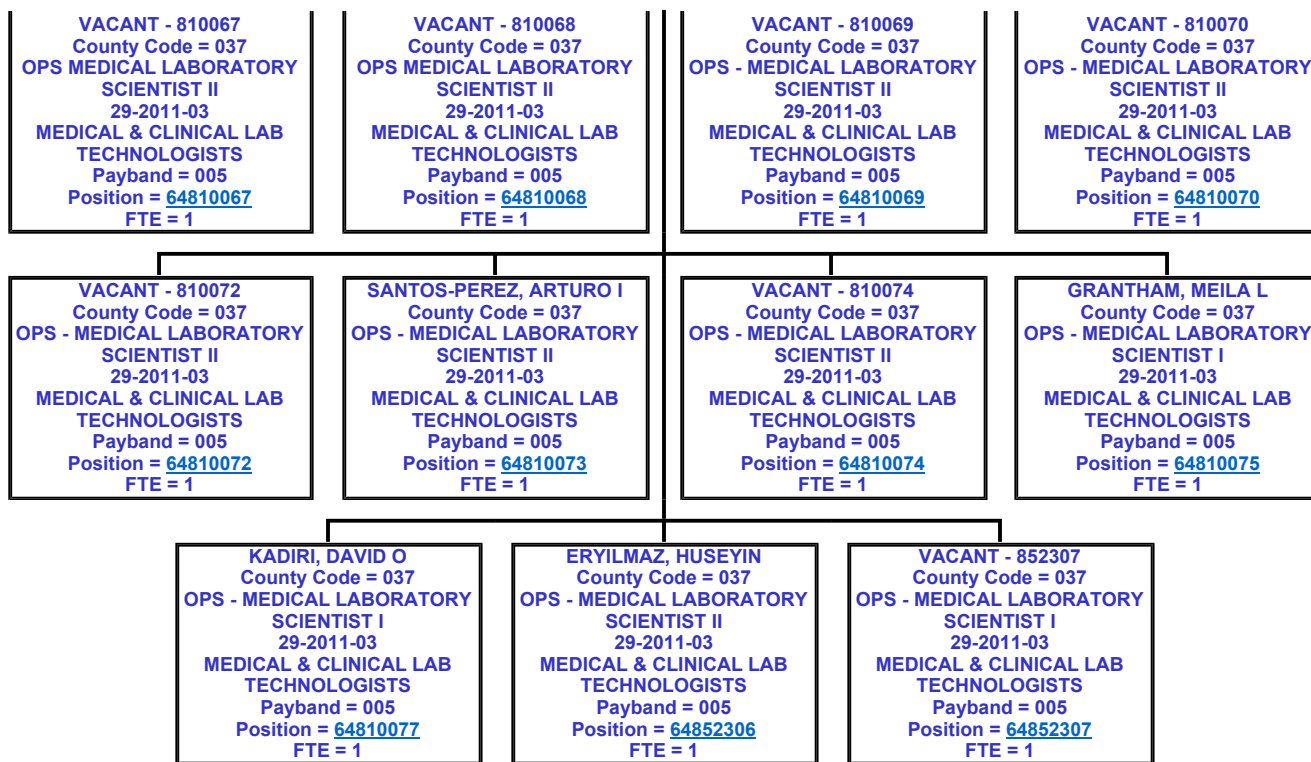 VACANT - 810067
County Code = 037
OPS MEDICAL LABORATORY
SCIENTIST II
29-2011-03
MEDICAL & CLINICAL LAB
TECHNOLOGISTS
Payband = 005
Position = 64810067
FTE = 1
VACANT - 810068
County Code = 037
OPS MEDICAL LABORATORY
SCIENTIST II
29-2011-03
MEDICAL & CLINICAL LAB
TECHNOLOGISTS
Payband = 005
Position = 64810068
FTE = 1
VACANT - 810069
County Code = 037
OPS - MEDICAL LABORATORY
SCIENTIST II
29-2011-03
MEDICAL & CLINICAL LAB
TECHNOLOGISTS
Payband = 005
Position = 64810069
FTE = 1
VACANT - 810070
County Code = 037
OPS - MEDICAL LABORATORY
SCIENTIST II
29-2011-03
MEDICAL & CLINICAL LAB
TECHNOLOGISTS
Payband = 005
Position = 64810070
FTE = 1
VACANT - 810072
County Code = 037
OPS - MEDICAL LABORATORY
SCIENTIST II
29-2011-03
MEDICAL & CLINICAL LAB
TECHNOLOGISTS
Payband = 005
Position = 64810072
FTE = 1
SANTOS-PEREZ, ARTURO I
County Code = 037
OPS - MEDICAL LABORATORY
SCIENTIST II
29-2011-03
MEDICAL & CLINICAL LAB
TECHNOLOGISTS
Payband = 005
Position = 64810073
FTE = 1
VACANT - 810074
County Code = 037
OPS - MEDICAL LABORATORY
SCIENTIST II
29-2011-03
MEDICAL & CLINICAL LAB
TECHNOLOGISTS
Payband = 005
Position = 64810074
FTE = 1
GRANTHAM, MEILA L
County Code = 037
OPS - MEDICAL LABORATORY
SCIENTIST I
29-2011-03
MEDICAL & CLINICAL LAB
TECHNOLOGISTS
Payband = 005
Position = 64810075
FTE = 1
KADIRI, DAVID O
County Code = 037
OPS - MEDICAL LABORATORY
SCIENTIST I
29-2011-03
MEDICAL & CLINICAL LAB
TECHNOLOGISTS
Payband = 005
Position = 64810077
FTE = 1
ERYILMAZ, HUSEYIN
County Code = 037
OPS - MEDICAL LABORATORY
SCIENTIST II
29-2011-03
MEDICAL & CLINICAL LAB
TECHNOLOGISTS
Payband = 005
Position = 64852306
FTE = 1
VACANT - 852307
County Code = 037
OPS - MEDICAL LABORATORY
SCIENTIST I
29-2011-03
MEDICAL & CLINICAL LAB
TECHNOLOGISTS
Payband = 005
Position = 64852307
FTE = 1